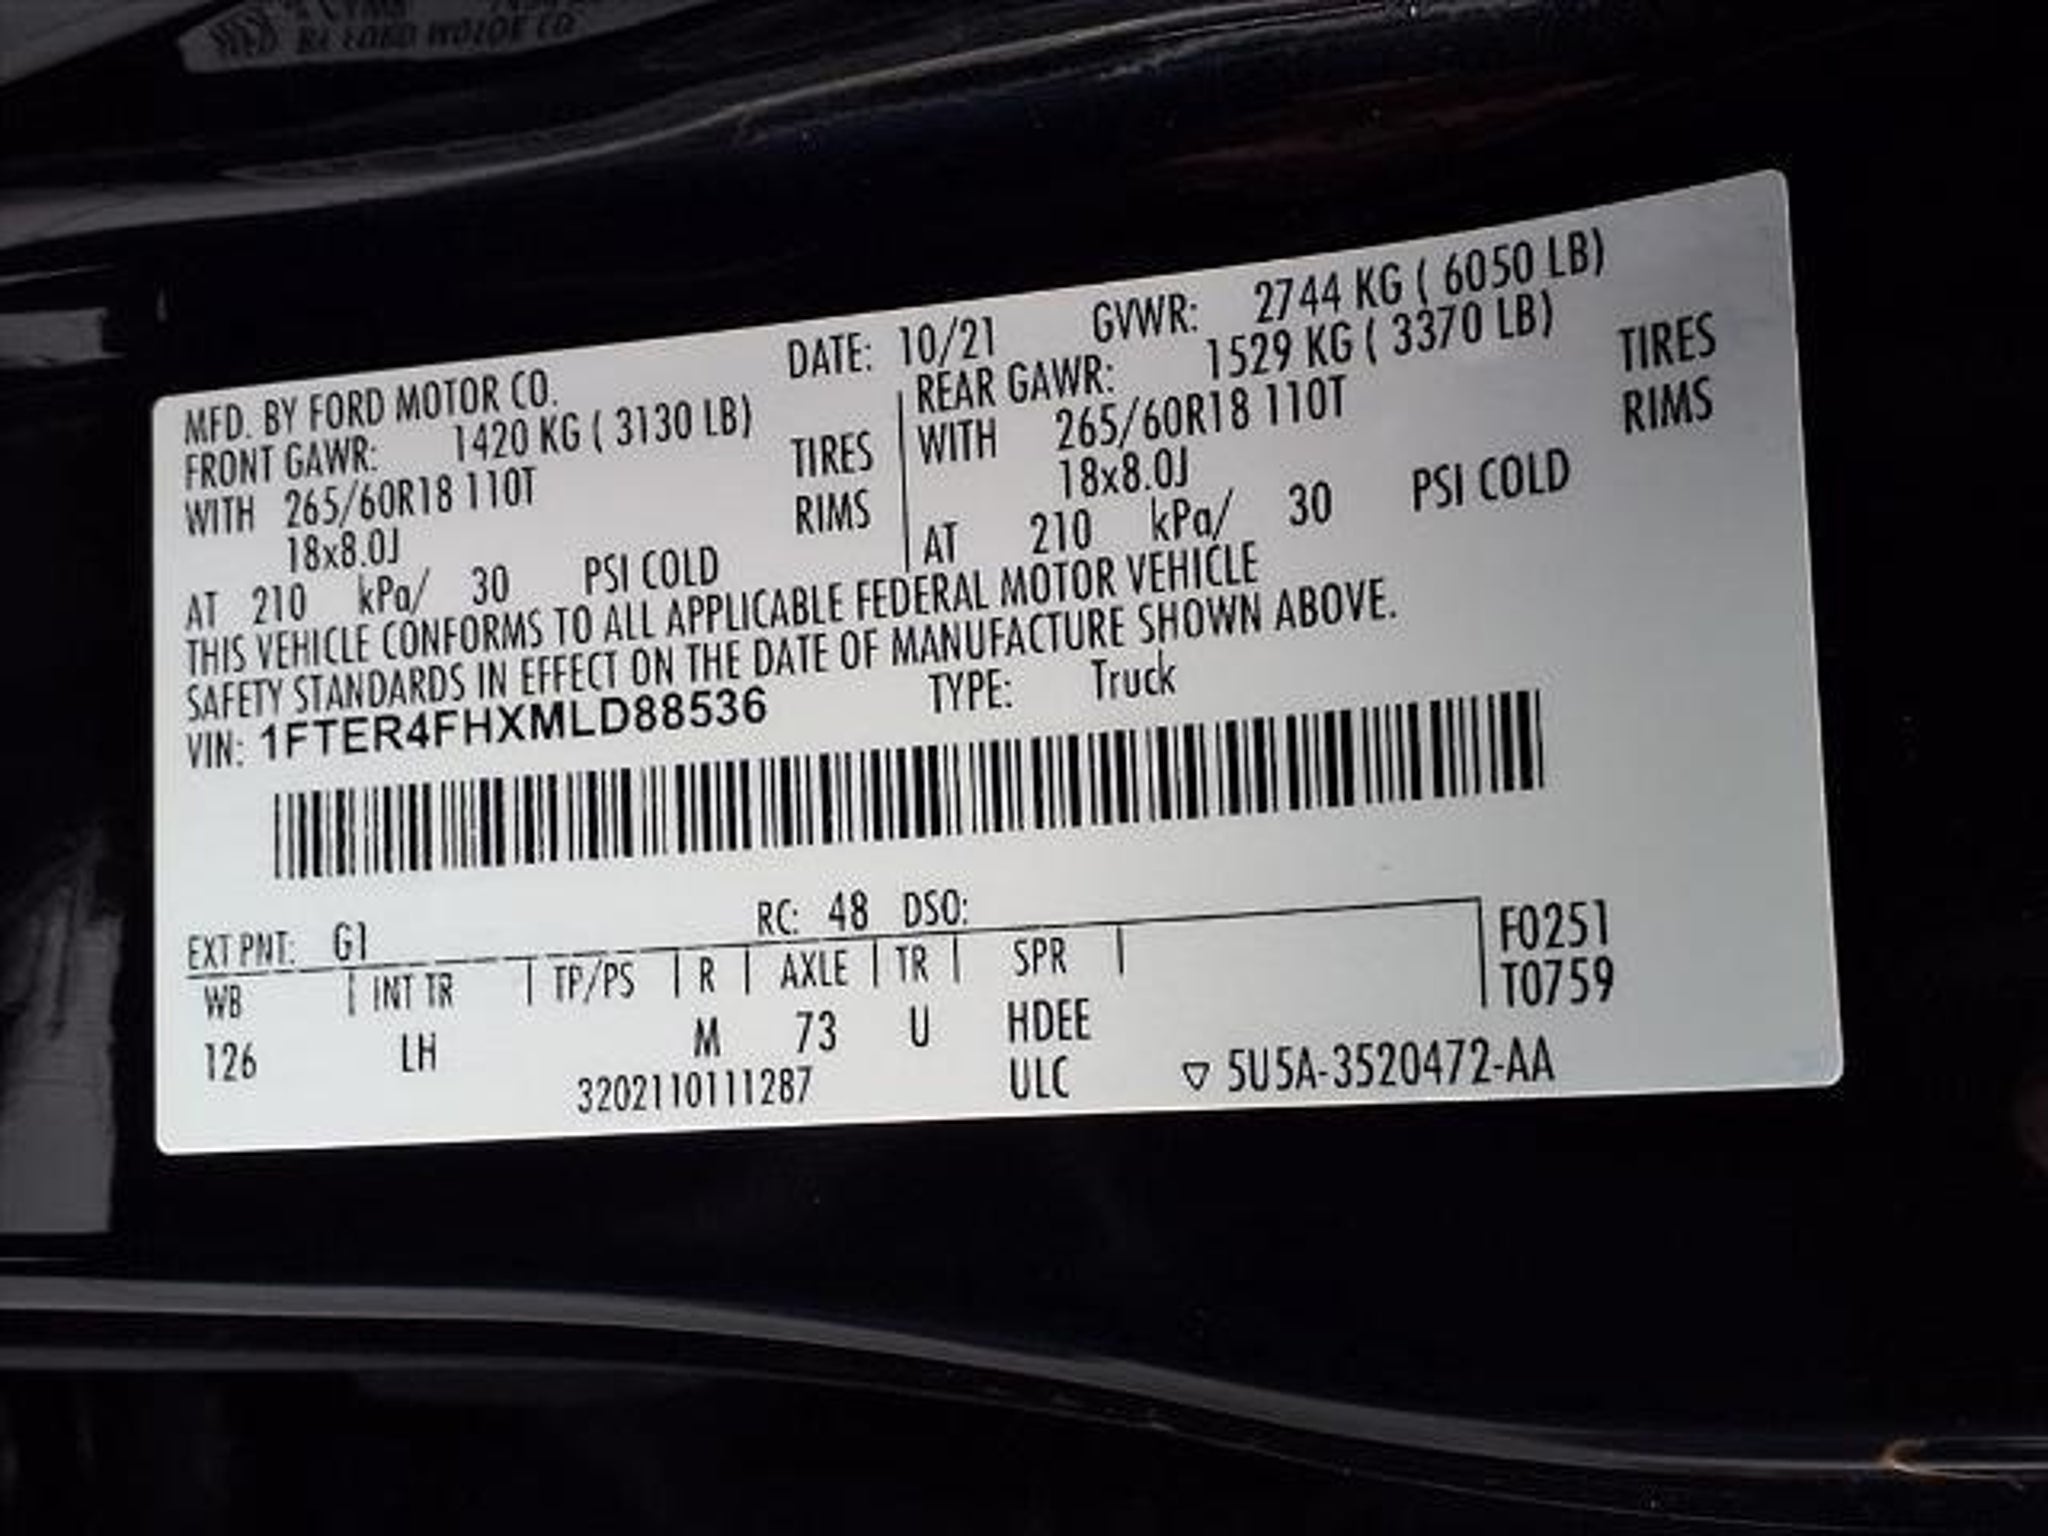 MFD. BY FORD MOTOR CO. DATE: 10/21 GVWR: 2744 KG ( 6050 LB)
FRONT GAWR: 1420 KG ( 3130 LB) REAR GAWR: 1529 KG ( 3370 LB)
WITH 265/60R18 110T TIRES WITH 265/60R18 110T TIRES
18x8.0J RIMS 18x8.0J RIMS
AT 210 kPa/ 30 PSI COLD AT 210 kPa/ 30 PSI COLD
THIS VEHICLE CONFORMS TO ALL APPLICABLE FEDERAL MOTOR VEHICLE
SAFETY STANDARDS IN EFFECT ON THE DATE OF MANUFACTURE SHOWN ABOVE.
VIN: 1FTER4FHXMLD88536 TYPE: Truck
EXT PNT: G1 RC: 48 DSO: F0251
WB INT TR TP/PS R AXLE TR SPR T0759
126 LH M 73 U HDEE
3202110111287 ULC ▽ 5U5A-3520472-AA